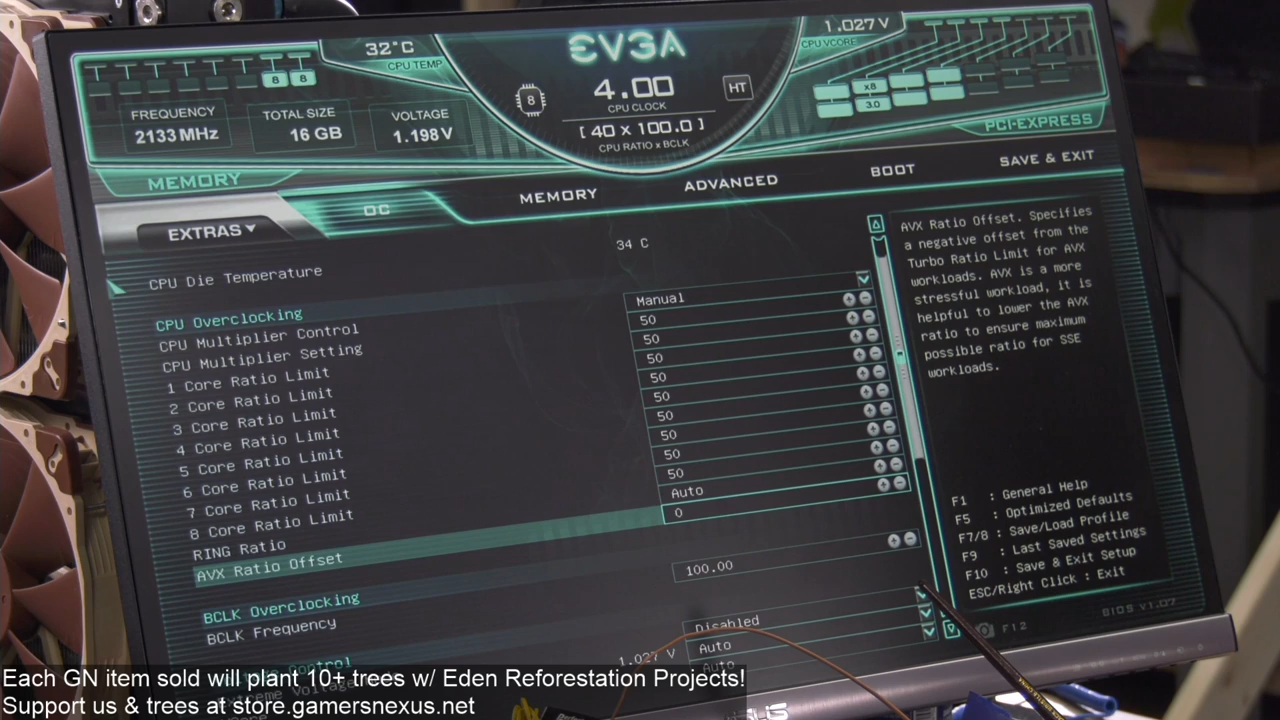 EVGA
32°C
CPU TEMP
4.00
CPU CLOCK
[ 40 x 100.0 ]
CPU RATIO x BCLK
8
HT
1.027 V
CPU VCORE
8 8
FREQUENCY
2133 MHz
TOTAL SIZE
16 GB
VOLTAGE
1.198 V
x8
3.0
MEMORY
PCI-EXPRESS
EXTRAS
OC
MEMORY
ADVANCED
BOOT
SAVE & EXIT
CPU Die Temperature
34 C
CPU Overclocking
CPU Multiplier Control
Manual
CPU Multiplier Setting
50
1 Core Ratio Limit
50
2 Core Ratio Limit
50
3 Core Ratio Limit
50
4 Core Ratio Limit
50
5 Core Ratio Limit
50
6 Core Ratio Limit
50
7 Core Ratio Limit
50
8 Core Ratio Limit
50
RING Ratio
Auto
AVX Ratio Offset
0
BCLK Overclocking
BCLK Frequency
100.00
Control
Disabled
1.027 V
Auto
Auto
AVX Ratio Offset. Specifies
a negative offset from the
Turbo Ratio Limit for AVX
workloads. AVX is a more
stressful workload, it is
helpful to lower the AVX
ratio to ensure maximum
possible ratio for SSE
workloads.
F1 : General Help
F5 : Optimized Defaults
F7/8 : Save/Load Profile
F9 : Last Saved Settings
F10 : Save & Exit Setup
ESC/Right Click : Exit
BIOS v1.07
F12
Each GN item sold will plant 10+ trees w/ Eden Reforestation Projects!
Support us & trees at store.gamersnexus.net